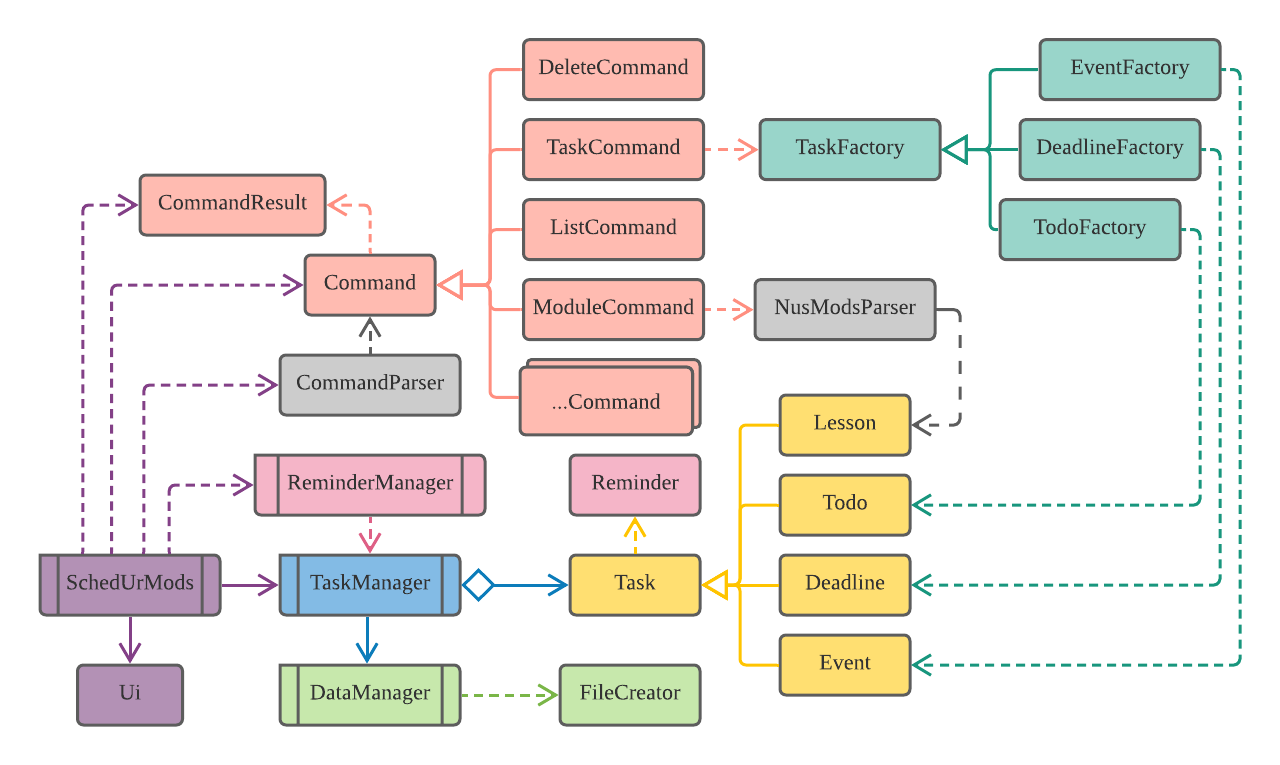 DeleteCommand
EventFactory
TaskCommand
TaskFactory
DeadlineFactory
CommandResult
ListCommand
TodoFactory
Command
ModuleCommand
NusModsParser
CommandParser
...Command
Lesson
ReminderManager
Reminder
Todo
SchedUrMods
TaskManager
Task
Deadline
Ui
DataManager
FileCreator
Event